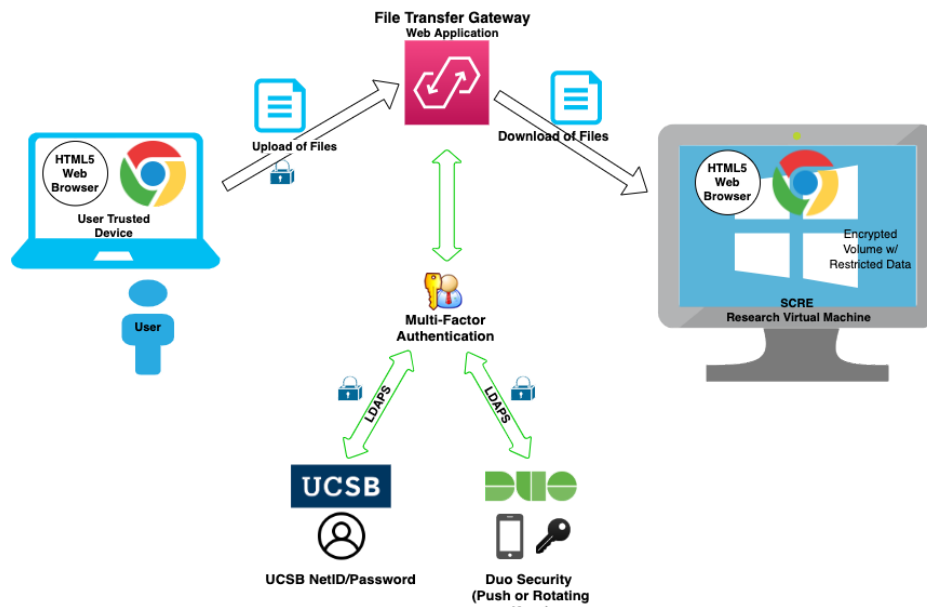 File Transfer Gateway
Web Application
Upload of Files
Download of Files
HTML5
Web
Browser
User Trusted
Device
User
HTML5
Web
Browser
Encrypted
Volume w/
Restricted Data
SCRE
Research Virtual Machine
Multi-Factor
Authentication
LDAPS
LDAPS
UCSB
DUO
UCSB NetID/Password
Duo Security
(Push or Rotating